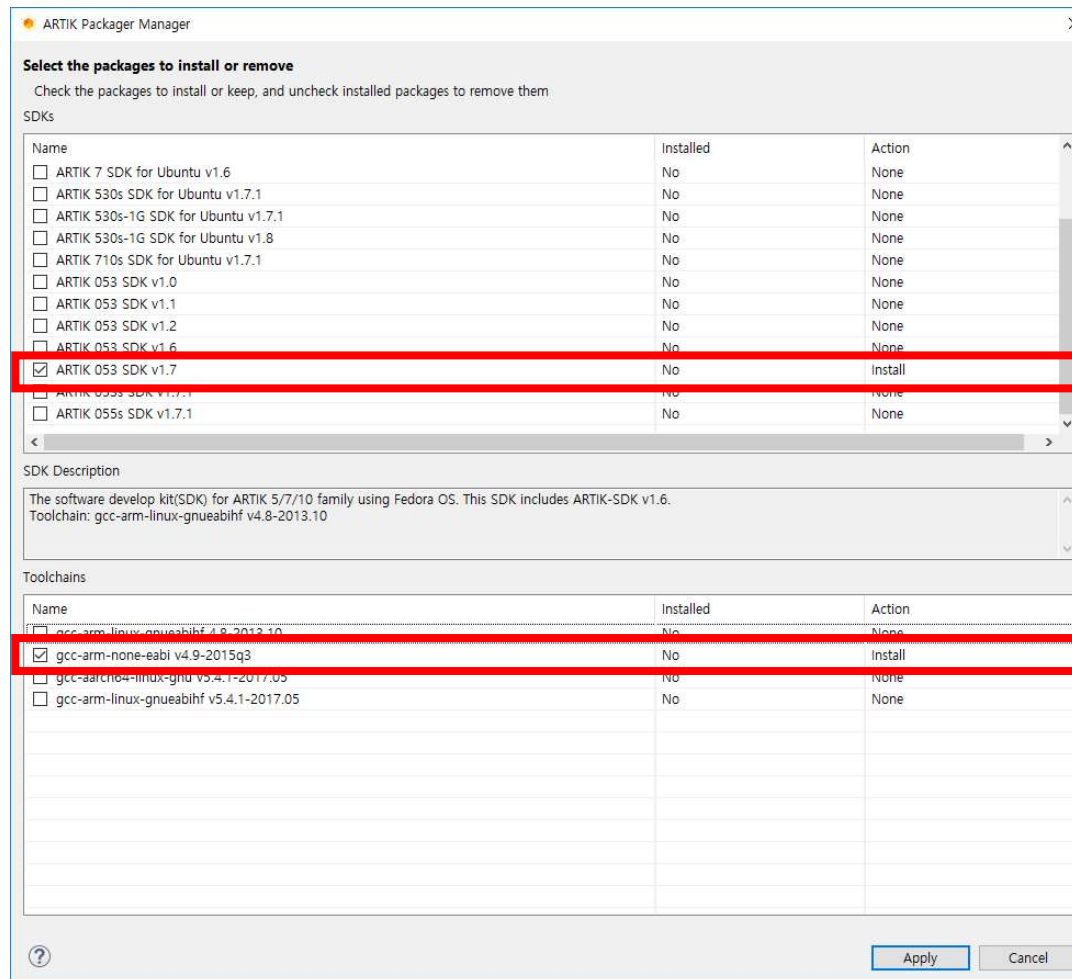 ARTIK Packager Manager
Select the packages to install or remove
Check the packages to install or keep, and uncheck installed packages to remove them
SDKs
Name Installed Action
ARTIK 7 SDK for Ubuntu v1.6 No None
ARTIK 530s SDK for Ubuntu v1.7.1 No None
ARTIK 530s-1G SDK for Ubuntu v1.7.1 No None
ARTIK 530s-1G SDK for Ubuntu v1.8 No None
ARTIK 710s SDK for Ubuntu v1.7.1 No None
ARTIK 053 SDK v1.0 No None
ARTIK 053 SDK v1.1 No None
ARTIK 053 SDK v1.2 No None
ARTIK 053 SDK v1.6 No None
ARTIK 053 SDK v1.7 No Install
ARTIK 053s SDK v1.7.1 No None
ARTIK 055s SDK v1.7.1 No None
SDK Description
The software develop kit(SDK) for ARTIK 5/7/10 family using Fedora OS. This SDK includes ARTIK-SDK v1.6.
Toolchain: gcc-arm-linux-gnueabihf v4.8-2013.10
Toolchains
Name Installed Action
gcc-arm-linux-gnueabihf 4.8-2013.10 No None
gcc-arm-none-eabi v4.9-2015q3 No Install
gcc-aarch64-linux-gnu v5.4.1-2017.05 No None
gcc-arm-linux-gnueabihf v5.4.1-2017.05 No None
Apply Cancel